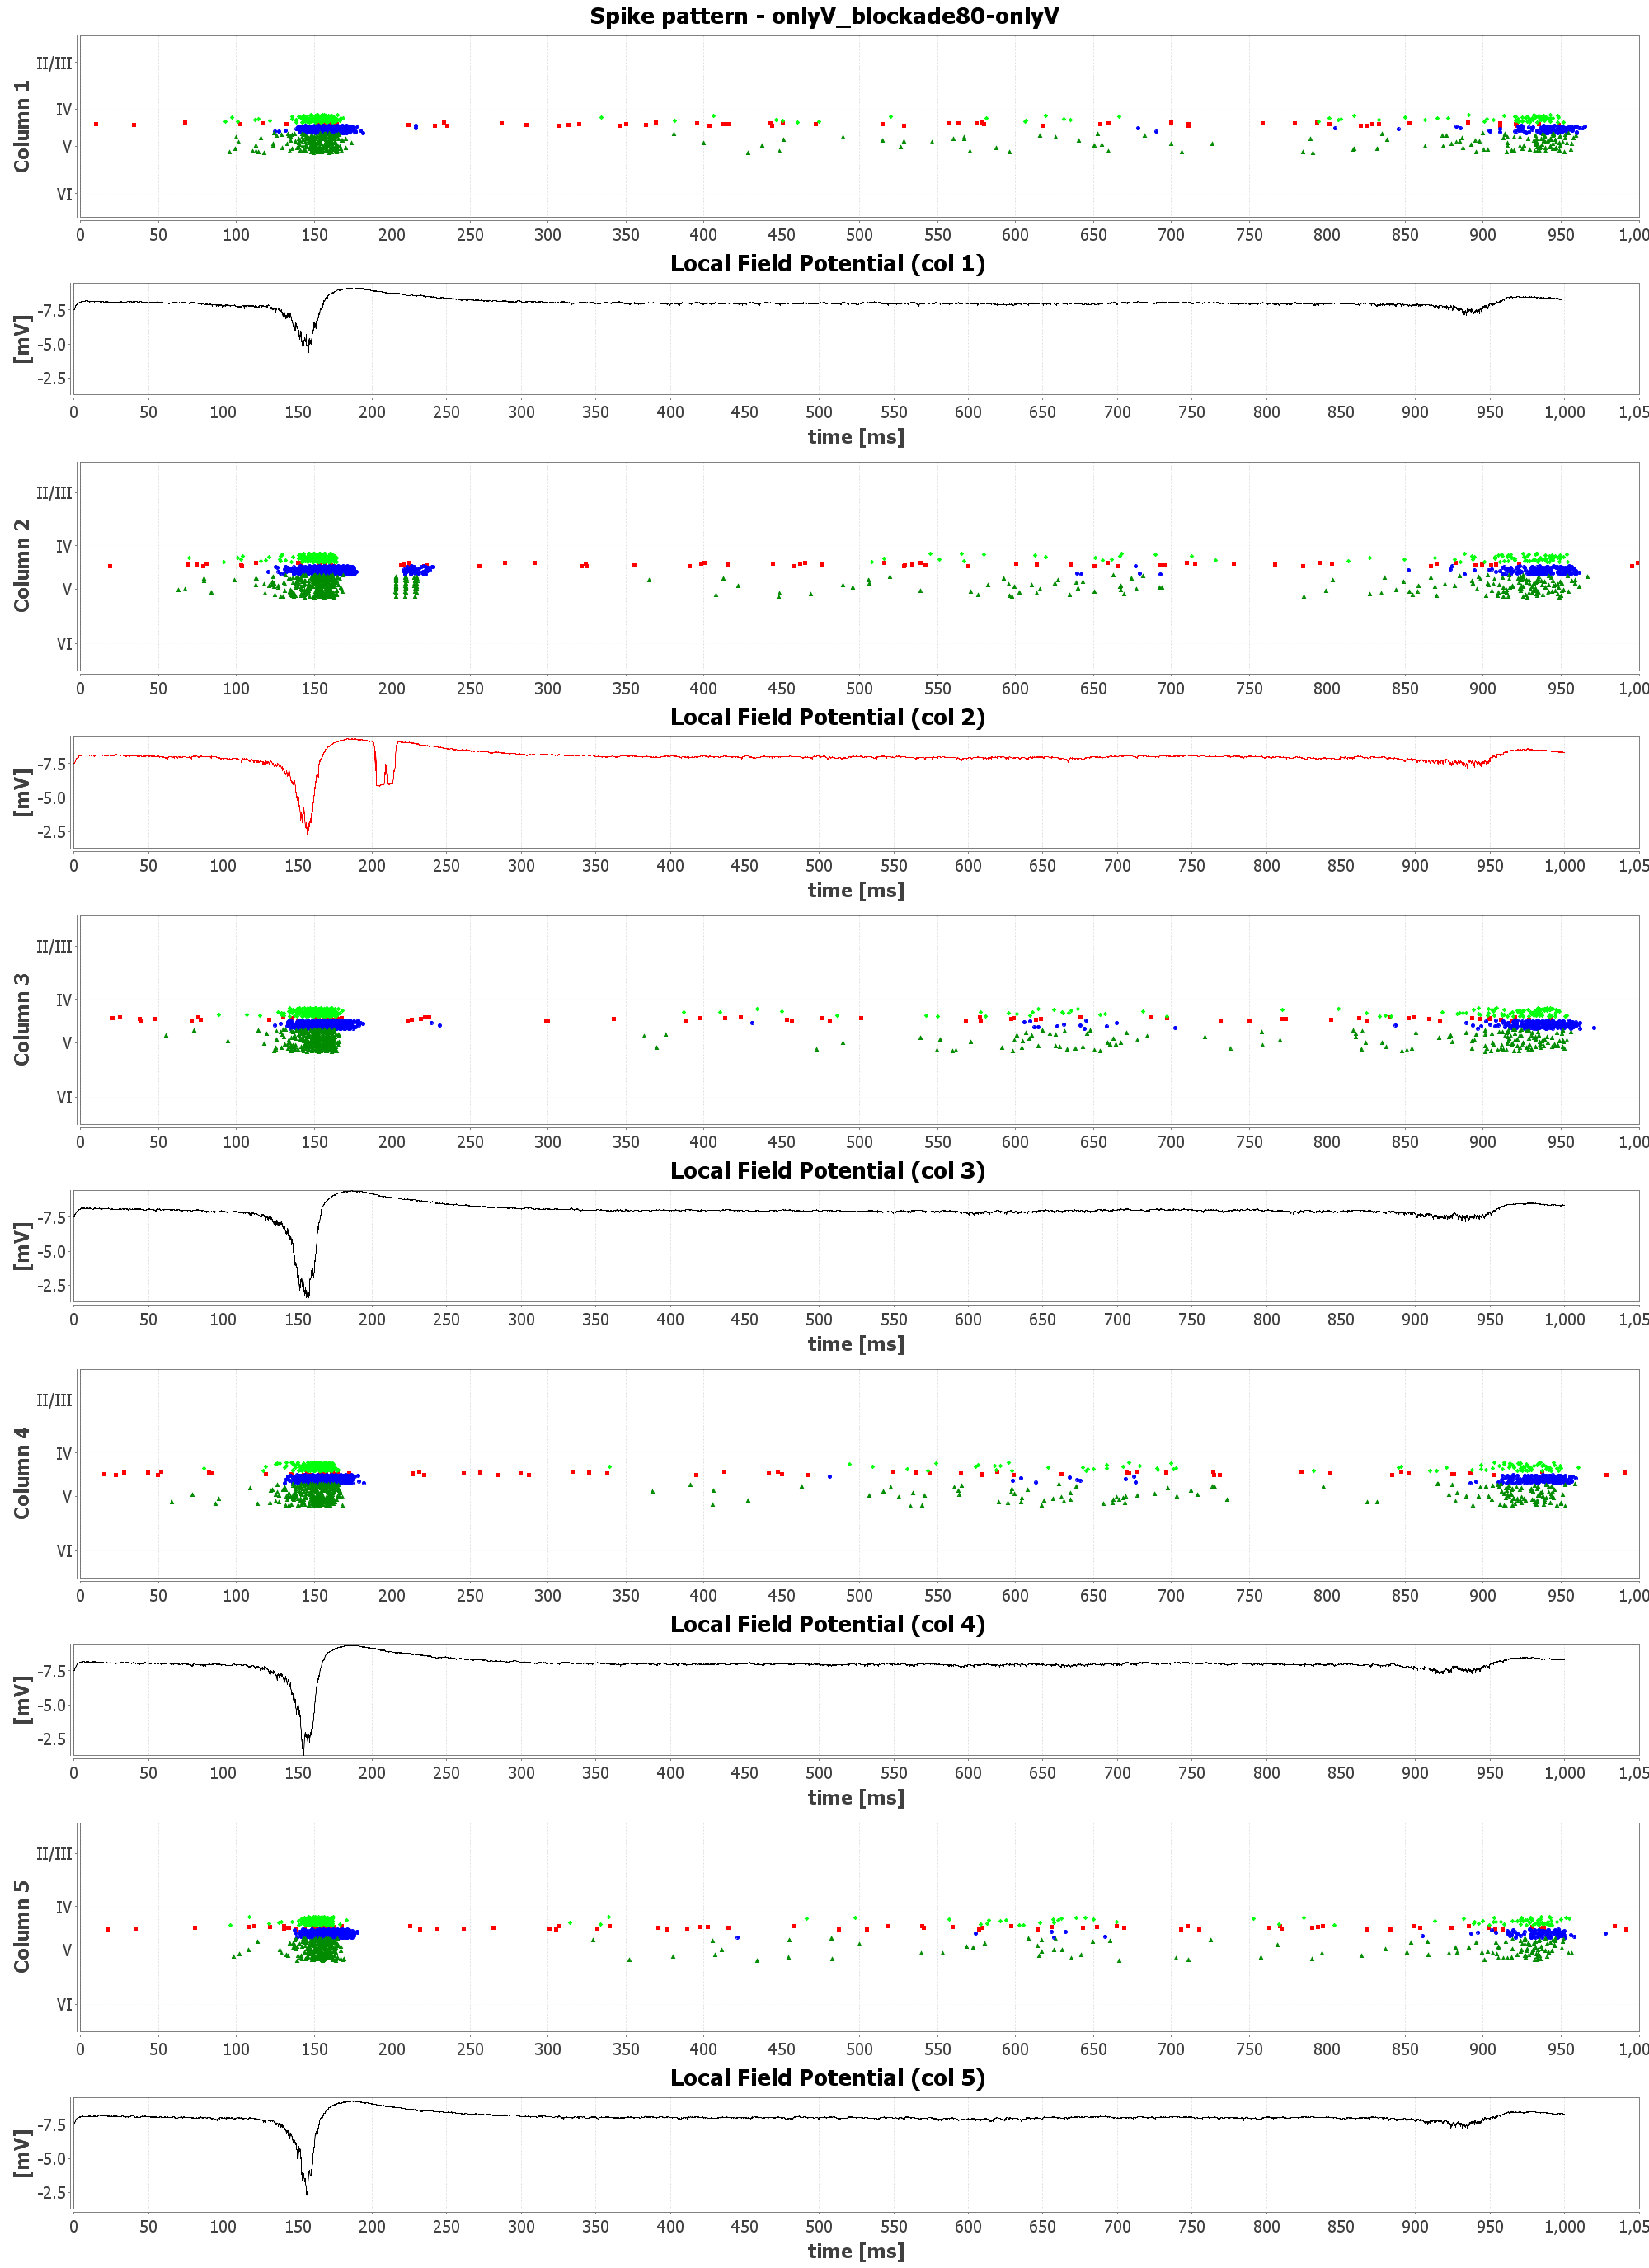 Spike pattern - onlyV_blockade80-onlyV
Column 1
II/III
IV
V
VI
0 50 100 150 200 250 300 350 400 450 500 550 600 650 700 750 800 850 900 950 1,00
Local Field Potential (col 1)
[mV]
-7.5
-5.0
-2.5
0 50 100 150 200 250 300 350 400 450 500 550 600 650 700 750 800 850 900 950 1,000 1,05
time [ms]
Column 2
II/III
IV
V
VI
0 50 100 150 200 250 300 350 400 450 500 550 600 650 700 750 800 850 900 950 1,00
Local Field Potential (col 2)
[mV]
-7.5
-5.0
-2.5
0 50 100 150 200 250 300 350 400 450 500 550 600 650 700 750 800 850 900 950 1,000 1,05
time [ms]
Column 3
II/III
IV
V
VI
0 50 100 150 200 250 300 350 400 450 500 550 600 650 700 750 800 850 900 950 1,00
Local Field Potential (col 3)
[mV]
-7.5
-5.0
-2.5
0 50 100 150 200 250 300 350 400 450 500 550 600 650 700 750 800 850 900 950 1,000 1,05
time [ms]
Column 4
II/III
IV
V
VI
0 50 100 150 200 250 300 350 400 450 500 550 600 650 700 750 800 850 900 950 1,00
Local Field Potential (col 4)
[mV]
-7.5
-5.0
-2.5
0 50 100 150 200 250 300 350 400 450 500 550 600 650 700 750 800 850 900 950 1,000 1,05
time [ms]
Column 5
II/III
IV
V
VI
0 50 100 150 200 250 300 350 400 450 500 550 600 650 700 750 800 850 900 950 1,00
Local Field Potential (col 5)
[mV]
-7.5
-5.0
-2.5
0 50 100 150 200 250 300 350 400 450 500 550 600 650 700 750 800 850 900 950 1,000 1,05
time [ms]